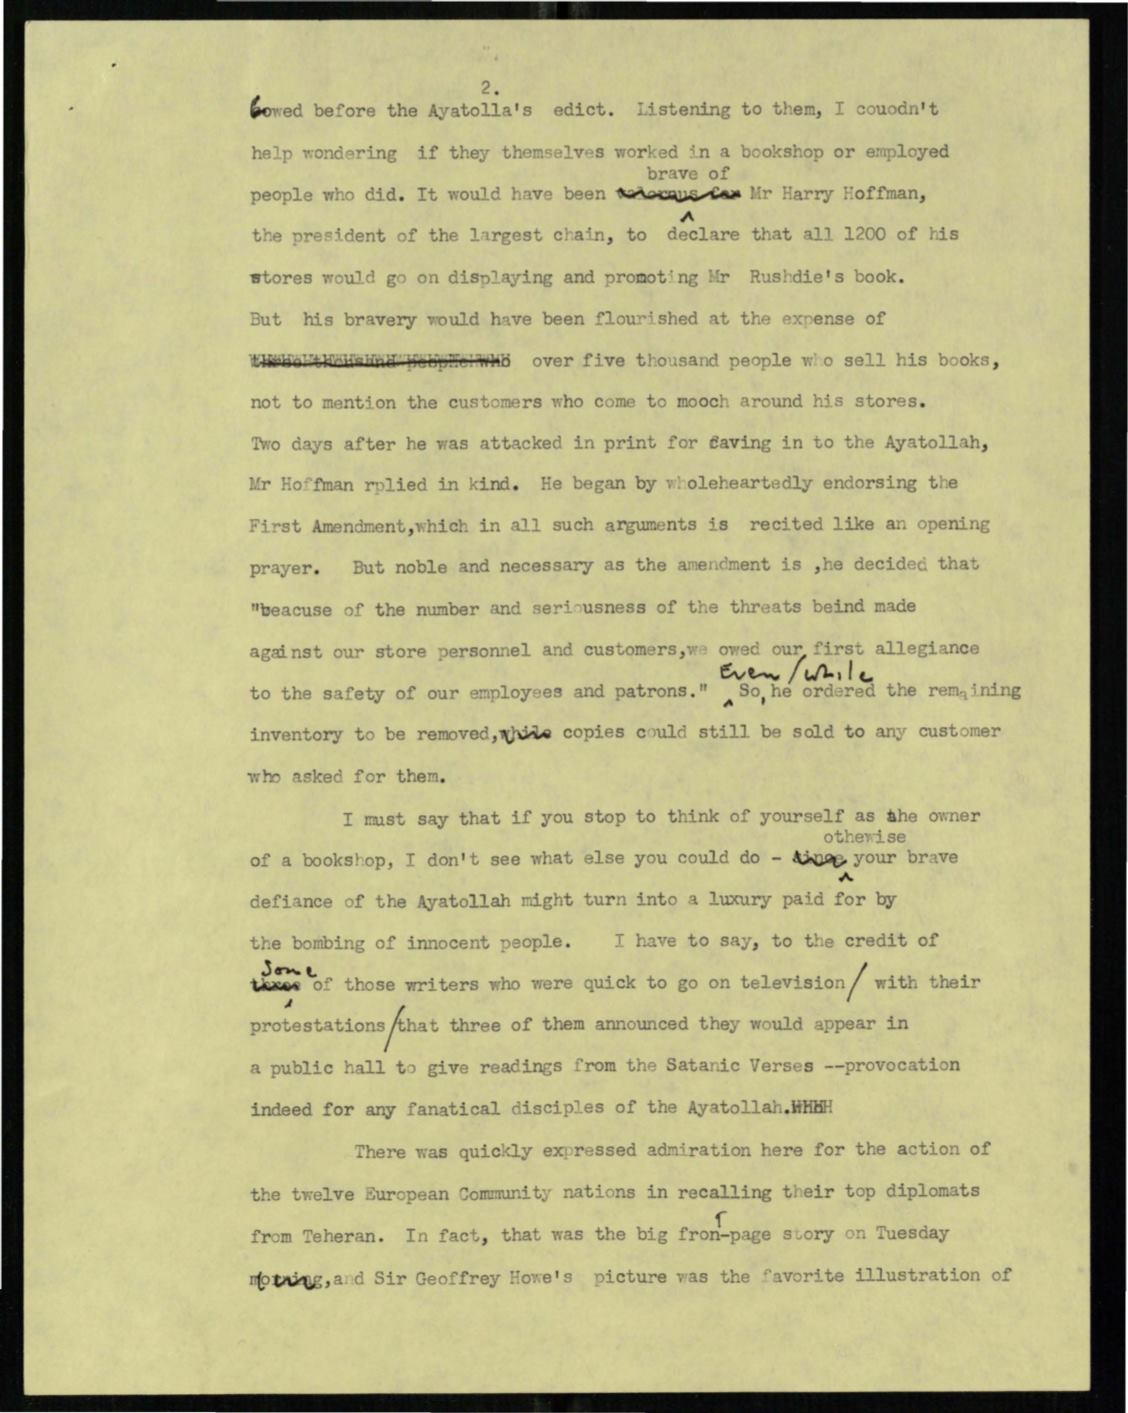 2.
bowed before the Ayatolla's edict. Listening to them, I couodn't
help wondering if they themselves worked in a bookshop or employed
brave of
people who did. It would have been Mr Harry Hoffman,
the president of the largest chain, to declare that all 1200 of his
stores would go on displaying and promoting Mr Rushdie's book.
But his bravery would have been flourished at the expense of
three thousand people who over five thousand people who sell his books,
not to mention the customers who come to mooch around his stores.
Two days after he was attacked in print for caving in to the Ayatollah,
Mr Hoffman rplied in kind. He began by wholeheartedly endorsing the
First Amendment,which in all such arguments is recited like an opening
prayer. But noble and necessary as the amendment is ,he decided that
"beacuse of the number and seriousness of the threats beind made
against our store personnel and customers,we owed our first allegiance
Even/while
to the safety of our employees and patrons." So, he ordered the remaining
inventory to be removed,while copies could still be sold to any customer
who asked for them.
I must say that if you stop to think of yourself as the owner
othewise
of a bookshop, I don't see what else you could do - since your brave
defiance of the Ayatollah might turn into a luxury paid for by
the bombing of innocent people. I have to say, to the credit of
Some
three of those writers who were quick to go on television/ with their
protestations/that three of them announced they would appear in
a public hall to give readings from the Satanic Verses --provocation
indeed for any fanatical disciples of the Ayatollah.
There was quickly expressed admiration here for the action of
the twelve European Community nations in recalling their top diplomats
from Teheran. In fact, that was the big front-page story on Tuesday
morning,and Sir Geoffrey Howe's picture was the favorite illustration of